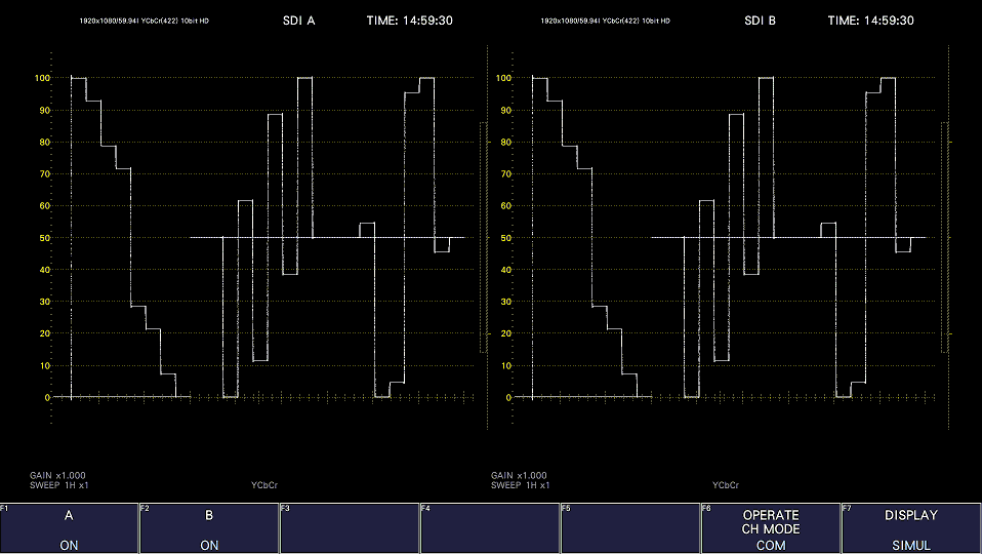 1920x1080/59.94I YCbCr(422) 10bit HD SDI A TIME: 14:59:30
1920x1080/59.94I YCbCr(422) 10bit HD SDI B TIME: 14:59:30
100
90
80
70
60
50
40
30
20
10
0
100
90
80
70
60
50
40
30
20
10
0
GAIN x1.000
SWEEP 1H x1 YCbCr
GAIN x1.000
SWEEP 1H x1 YCbCr
F1 A
ON
F2 B
ON
F3
F4
F5
F6 OPERATE
CH MODE
COM
F7 DISPLAY
SIMUL